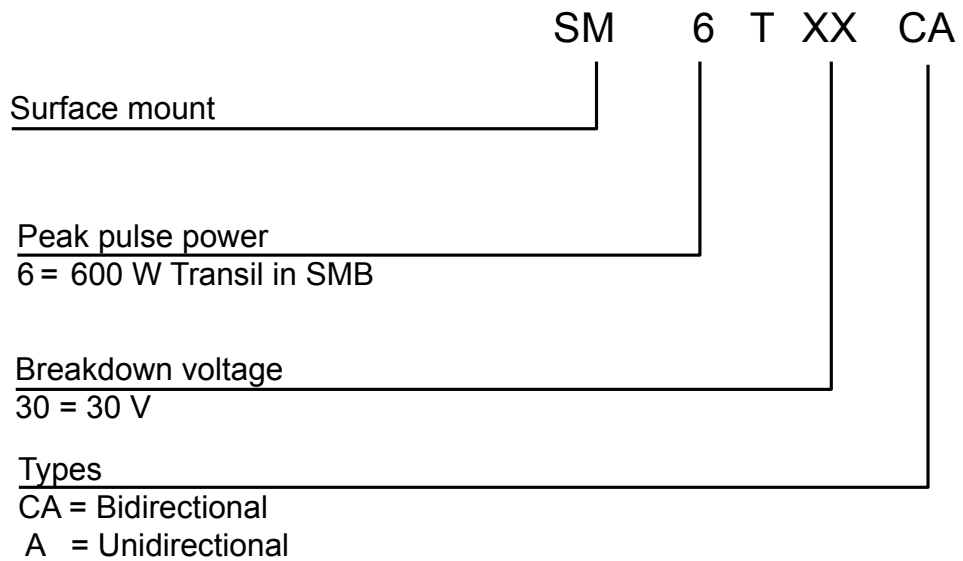 SM 6 T XX CA
Surface mount
Peak pulse power
6 = 600 W Transil in SMB
Breakdown voltage
30 = 30 V
Types
CA = Bidirectional
A = Unidirectional